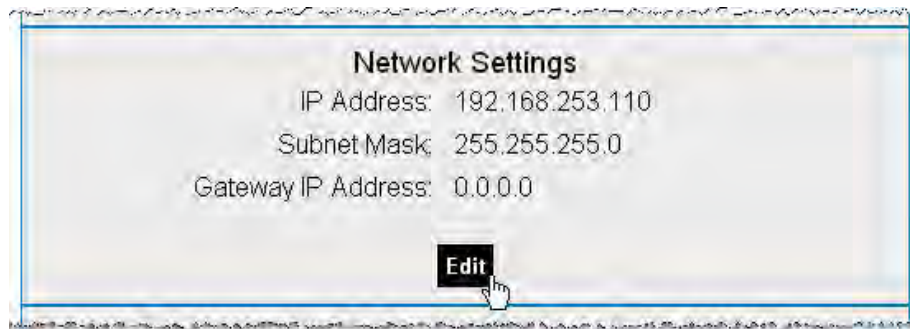 Network Settings
IP Address: 192.168.253.110
Subnet Mask: 255.255.255.0
Gateway IP Address: 0.0.0.0
Edit